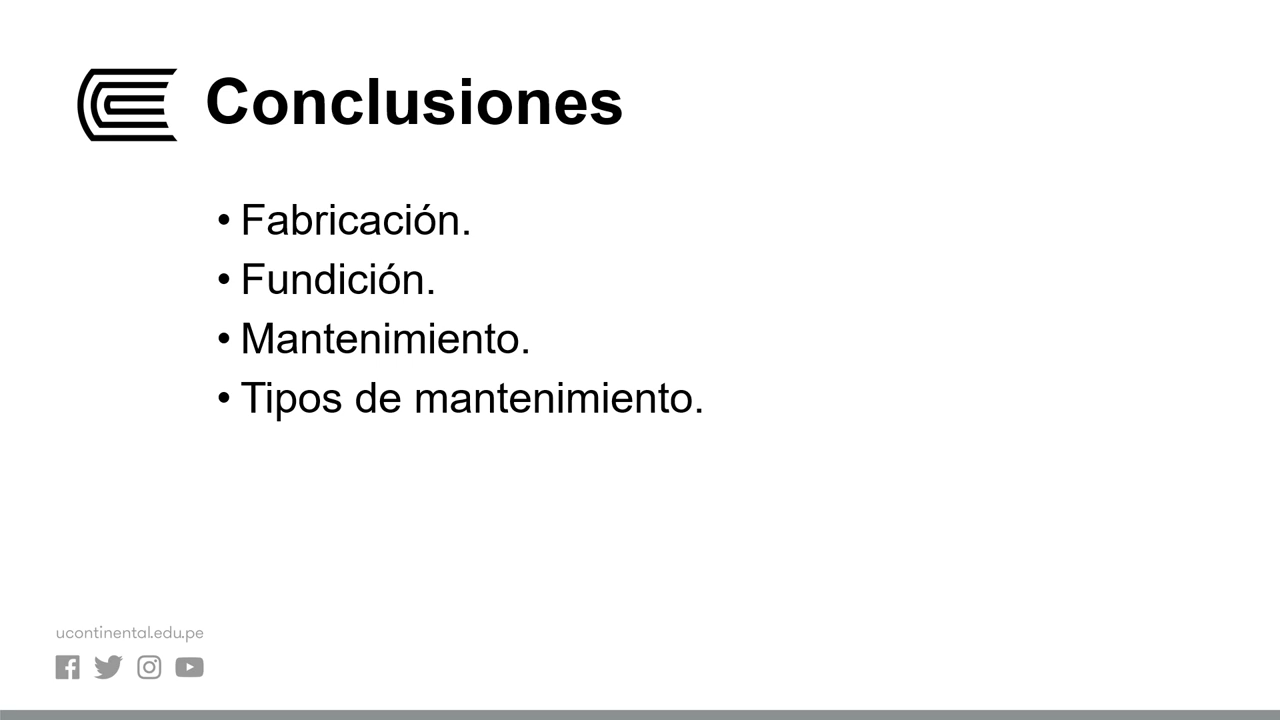 Conclusiones
• Fabricación.
• Fundición.
• Mantenimiento.
• Tipos de mantenimiento.
ucontinental.edu.pe